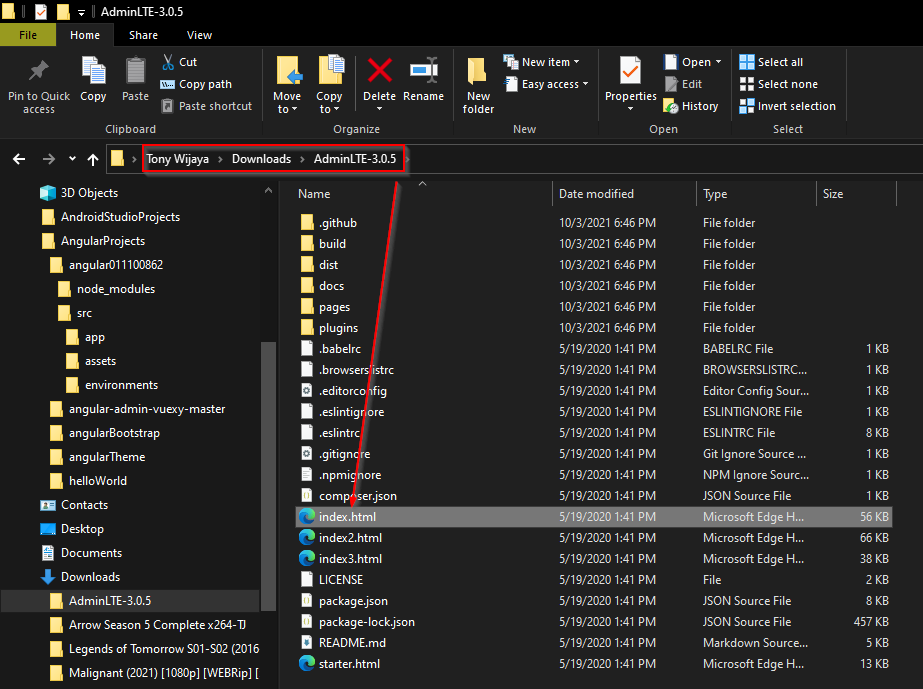 AdminLTE-3.0.5
File Home Share View
Pin to Quick access
Copy
Paste
Cut
Copy path
Paste shortcut
Clipboard
Move to
Copy to
Delete
Rename
Organize
New folder
New item
Easy access
New
Properties
Open
Edit
History
Open
Select all
Select none
Invert selection
Select
Tony Wijaya > Downloads > AdminLTE-3.0.5
3D Objects
AndroidStudioProjects
AngularProjects
angular011100862
node_modules
src
app
assets
environments
angular-admin-vuexy-master
angularBootstrap
angularTheme
helloWorld
Contacts
Desktop
Documents
Downloads
AdminLTE-3.0.5
Arrow Season 5 Complete x264-TJ
Legends of Tomorrow S01-S02 (2016
Malignant (2021) [1080p] [WEBRip] [
Name Date modified Type Size
.github 10/3/2021 6:46 PM File folder
build 10/3/2021 6:46 PM File folder
dist 10/3/2021 6:46 PM File folder
docs 10/3/2021 6:46 PM File folder
pages 10/3/2021 6:46 PM File folder
plugins 10/3/2021 6:46 PM File folder
.babelrc 5/19/2020 1:41 PM BABELRC File 1 KB
.browserslistrc 5/19/2020 1:41 PM BROWSERSLISTRC... 1 KB
.editorconfig 5/19/2020 1:41 PM Editor Config Sour... 1 KB
.eslintignore 5/19/2020 1:41 PM ESLINTIGNORE File 1 KB
.eslintrc 5/19/2020 1:41 PM ESLINTRC File 8 KB
.gitignore 5/19/2020 1:41 PM Git Ignore Source ... 1 KB
.npmignore 5/19/2020 1:41 PM NPM Ignore Sourc... 1 KB
composer.json 5/19/2020 1:41 PM JSON Source File 1 KB
index.html 5/19/2020 1:41 PM Microsoft Edge H... 56 KB
index2.html 5/19/2020 1:41 PM Microsoft Edge H... 66 KB
index3.html 5/19/2020 1:41 PM Microsoft Edge H... 38 KB
LICENSE 5/19/2020 1:41 PM File 2 KB
package.json 5/19/2020 1:41 PM JSON Source File 8 KB
package-lock.json 5/19/2020 1:41 PM JSON Source File 457 KB
README.md 5/19/2020 1:41 PM Markdown Source... 5 KB
starter.html 5/19/2020 1:41 PM Microsoft Edge H... 13 KB